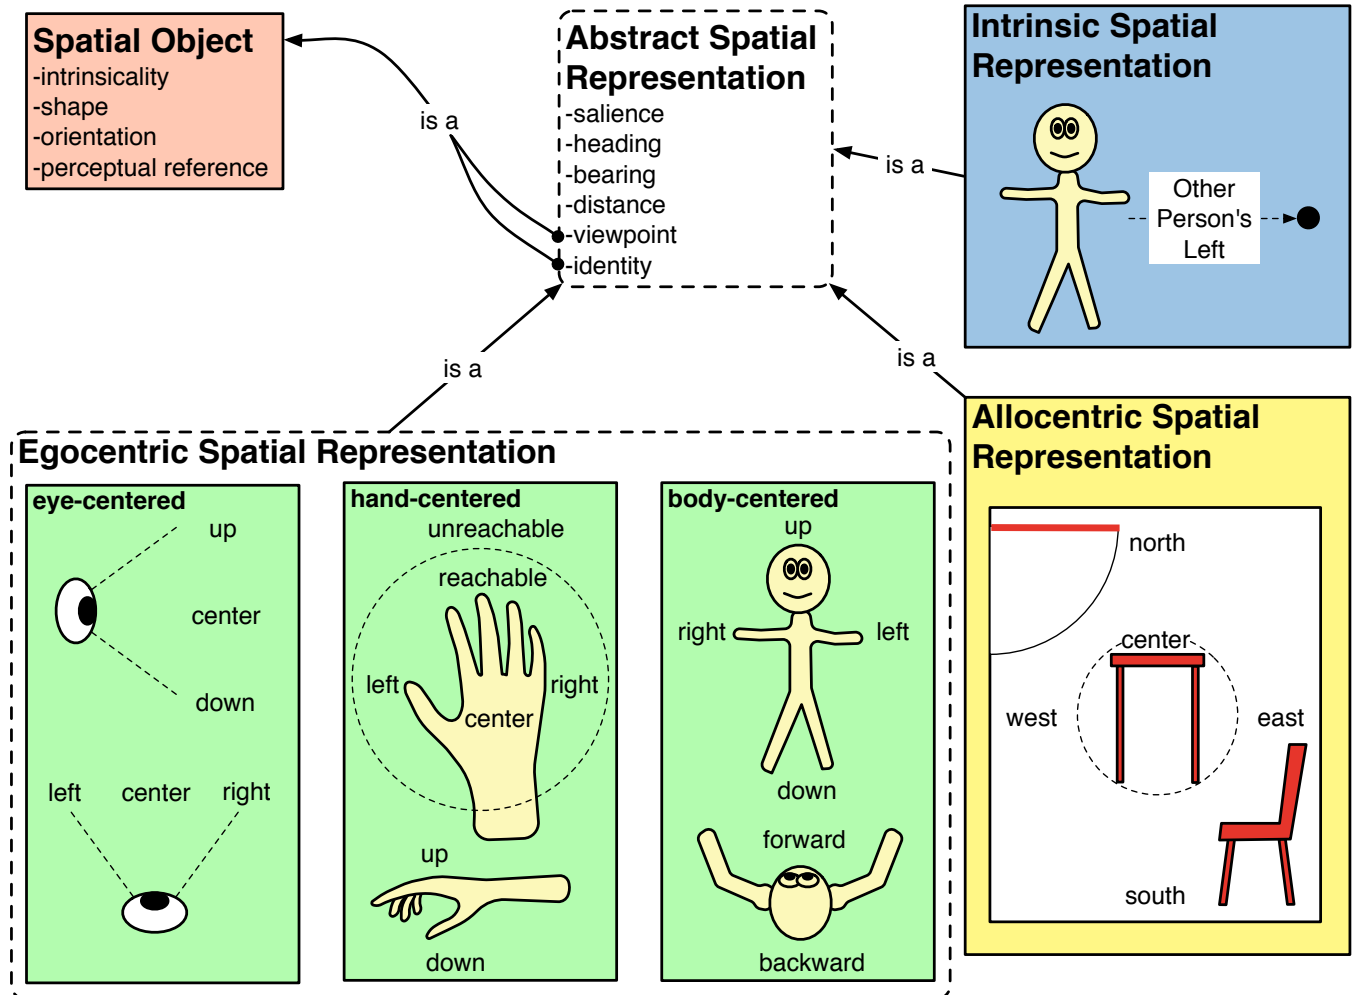 Spatial Object
-intrinsicality
-shape
-orientation
-perceptual reference
is a
Abstract Spatial
Representation
-salience
-heading
-bearing
-distance
-viewpoint
-identity
is a
Intrinsic Spatial
Representation
Other
Person's
Left
is a
is a
Egocentric Spatial Representation
eye-centered
up
center
down
left center right
hand-centered
unreachable
reachable
left
right
center
up
down
body-centered
up
right
left
down
forward
backward
Allocentric Spatial
Representation
north
center
west
east
south